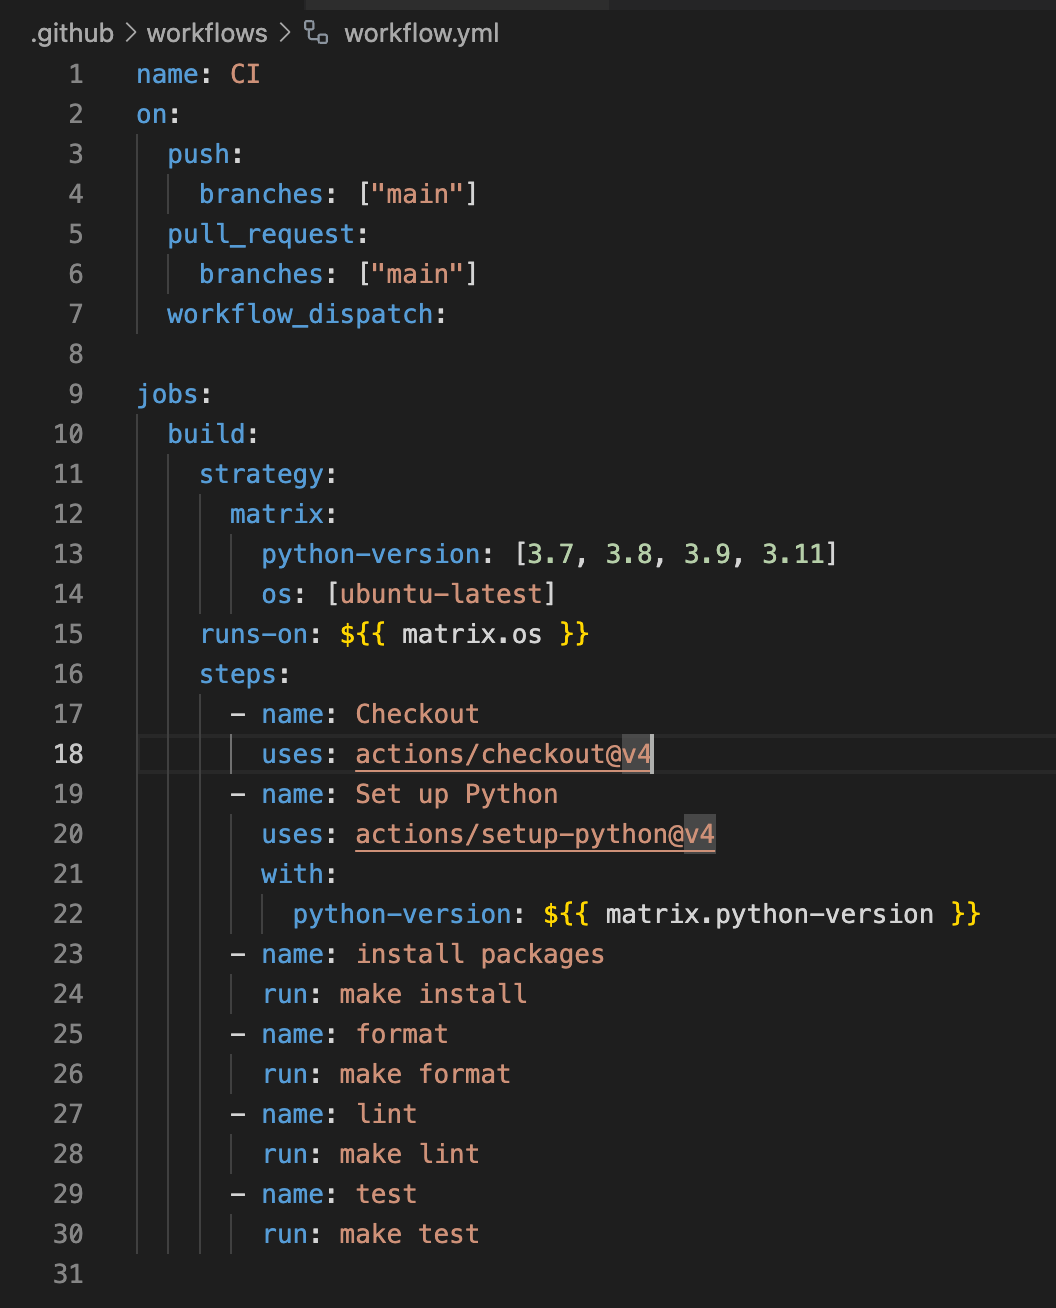 .github > workflows > workflow.yml
1 name: CI
2 on:
3   push:
4     branches: ["main"]
5   pull_request:
6     branches: ["main"]
7   workflow_dispatch:
8
9 jobs:
10   build:
11     strategy:
12       matrix:
13         python-version: [3.7, 3.8, 3.9, 3.11]
14         os: [ubuntu-latest]
15     runs-on: ${{ matrix.os }}
16     steps:
17       - name: Checkout
18         uses: actions/checkout@v4
19       - name: Set up Python
20         uses: actions/setup-python@v4
21         with:
22           python-version: ${{ matrix.python-version }}
23       - name: install packages
24         run: make install
25       - name: format
26         run: make format
27       - name: lint
28         run: make lint
29       - name: test
30         run: make test
31